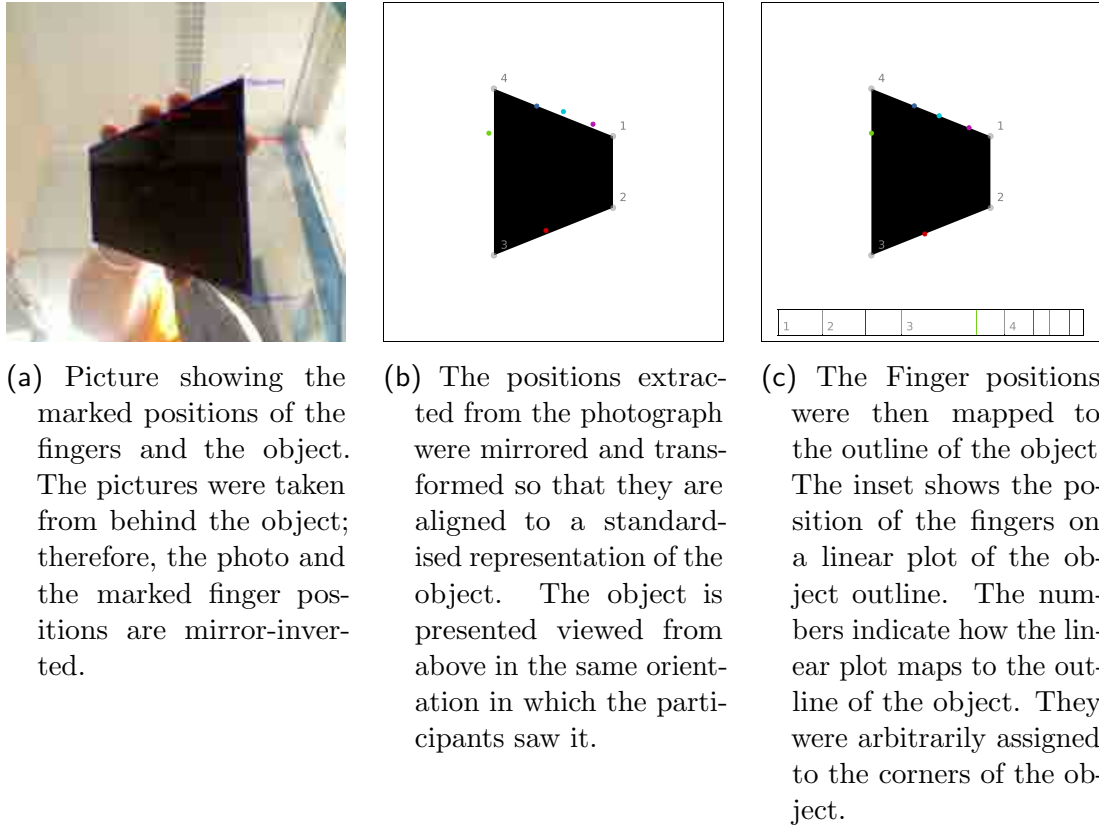 4
1
2
3
4
1
2
3
1
2
3
4
(a) Picture showing the
marked positions of the
fingers and the object.
The pictures were taken
from behind the object;
therefore, the photo and
the marked finger pos-
itions are mirror-inver-
ted.
(b) The positions extrac-
ted from the photograph
were mirrored and trans-
formed so that they are
aligned to a standard-
ised representation of the
object. The object is
presented viewed from
above in the same orient-
ation in which the parti-
cipants saw it.
(c) The Finger positions
were then mapped to
the outline of the object
The inset shows the po-
sition of the fingers on
a linear plot of the ob-
ject outline. The num-
bers indicate how the lin-
ear plot maps to the out-
line of the object. They
were arbitrarily assigned
to the corners of the ob-
ject.